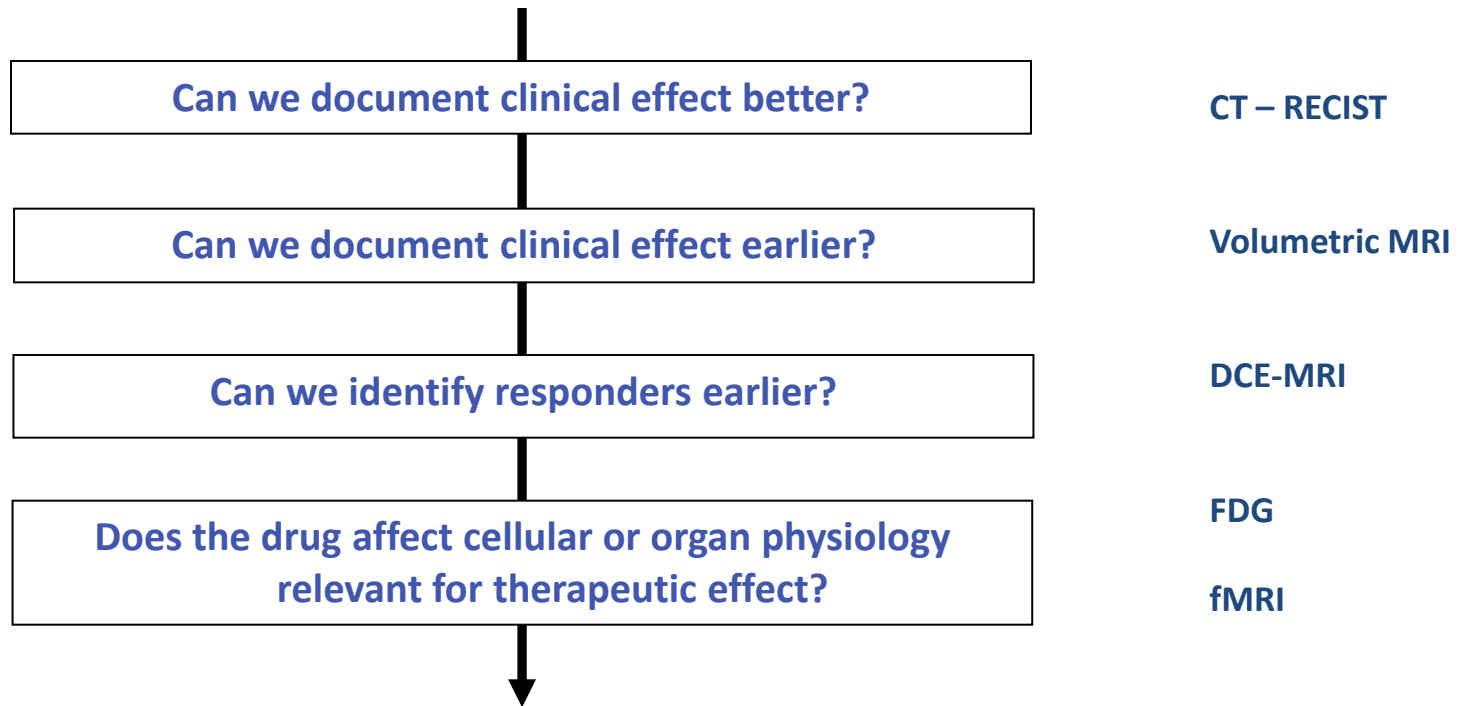 Can we document clinical effect better?
CT – RECIST
Can we document clinical effect earlier?
Volumetric MRI
Can we identify responders earlier?
DCE-MRI
Does the drug affect cellular or organ physiology
relevant for therapeutic effect?
FDG
fMRI